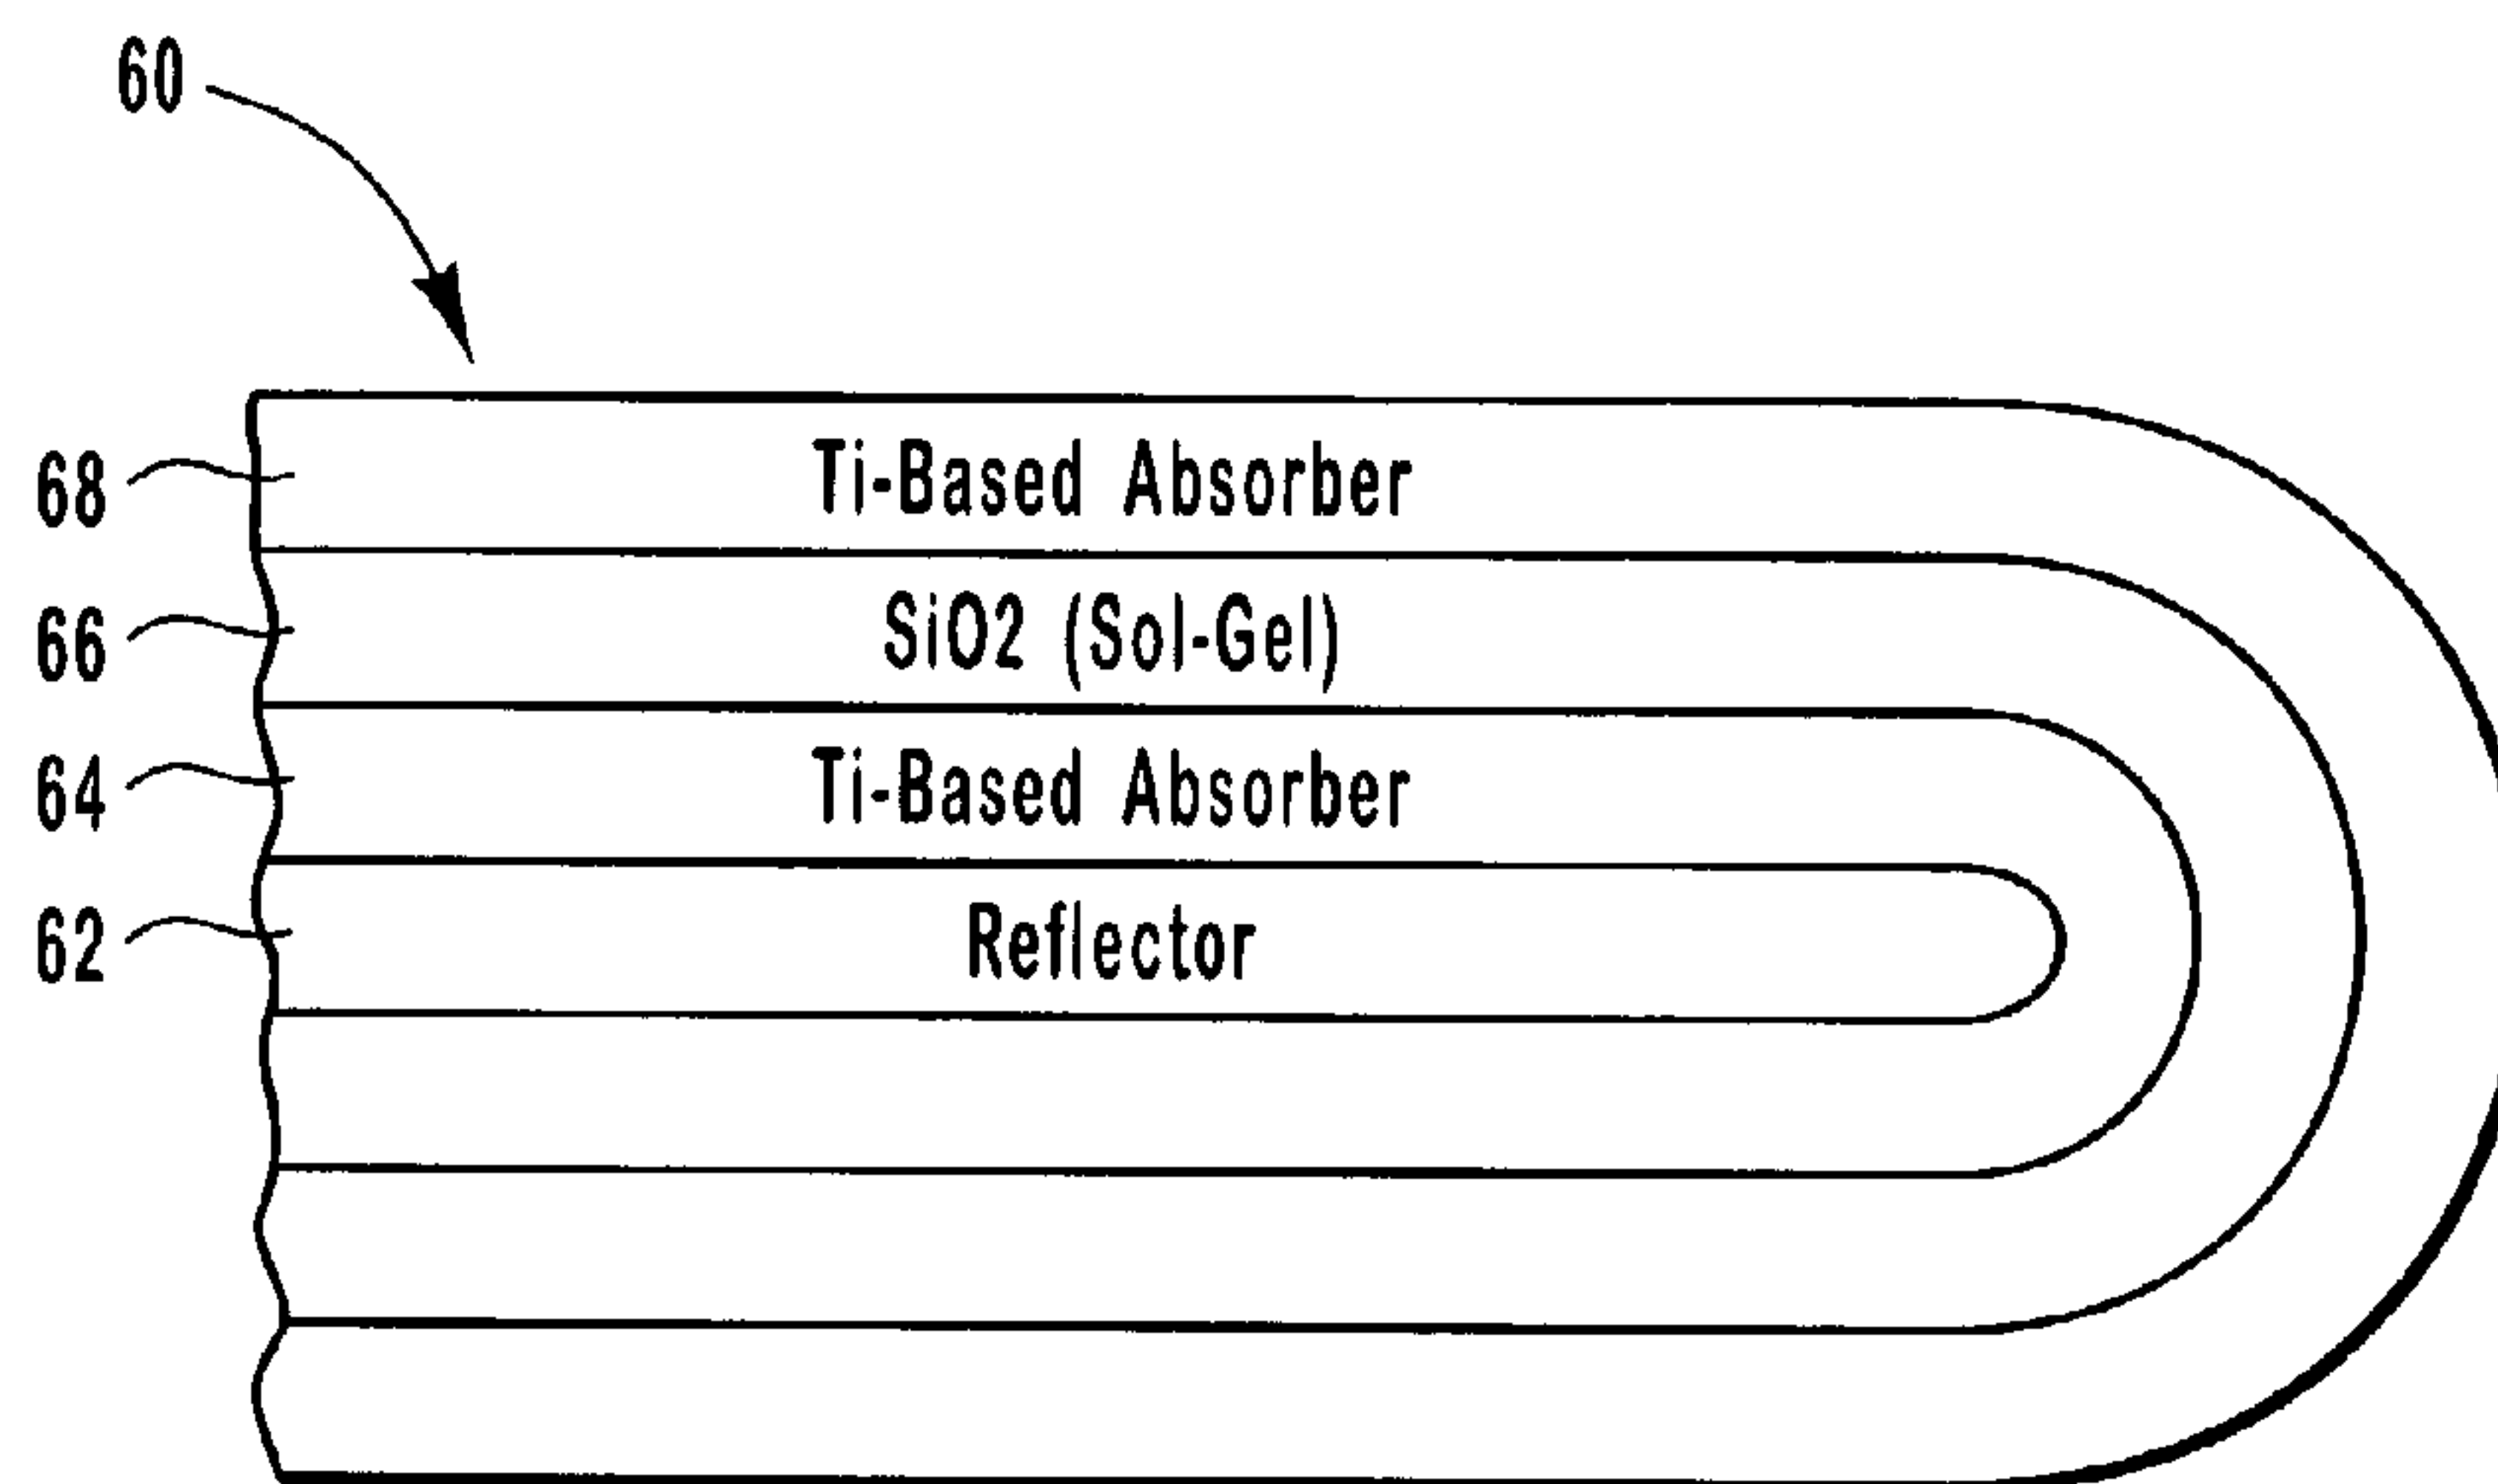 60
68 Ti-Based Absorber
66 SiO2 (Sol-Gel)
64 Ti-Based Absorber
62 Reflector